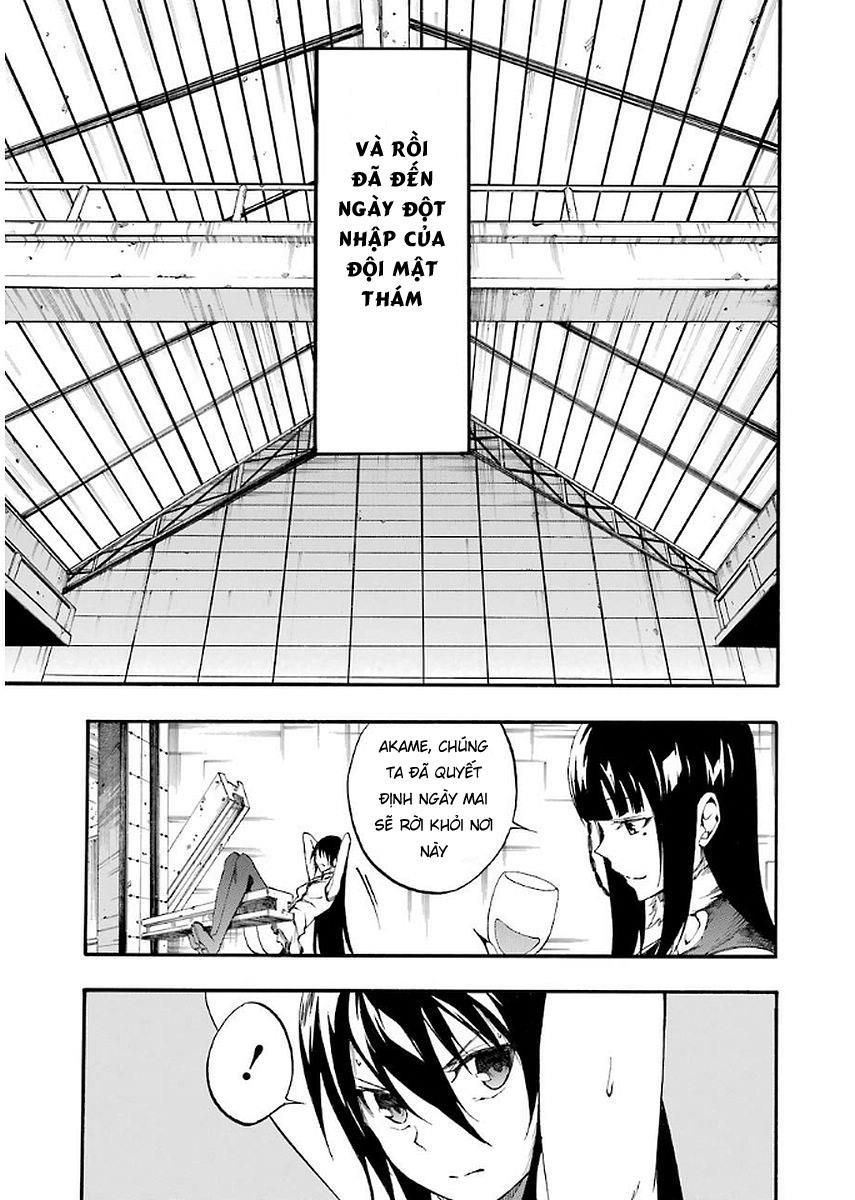 VÀ RỒI
ĐÃ ĐẾN
NGÀY ĐỘT
NHẬP CỦA
ĐỘI MẬT
THÁM
AKAME, CHÚNG
TA ĐÃ QUYẾT
ĐỊNH NGÀY MAI
SẼ RỜI KHỎI NƠI
NÀY
!